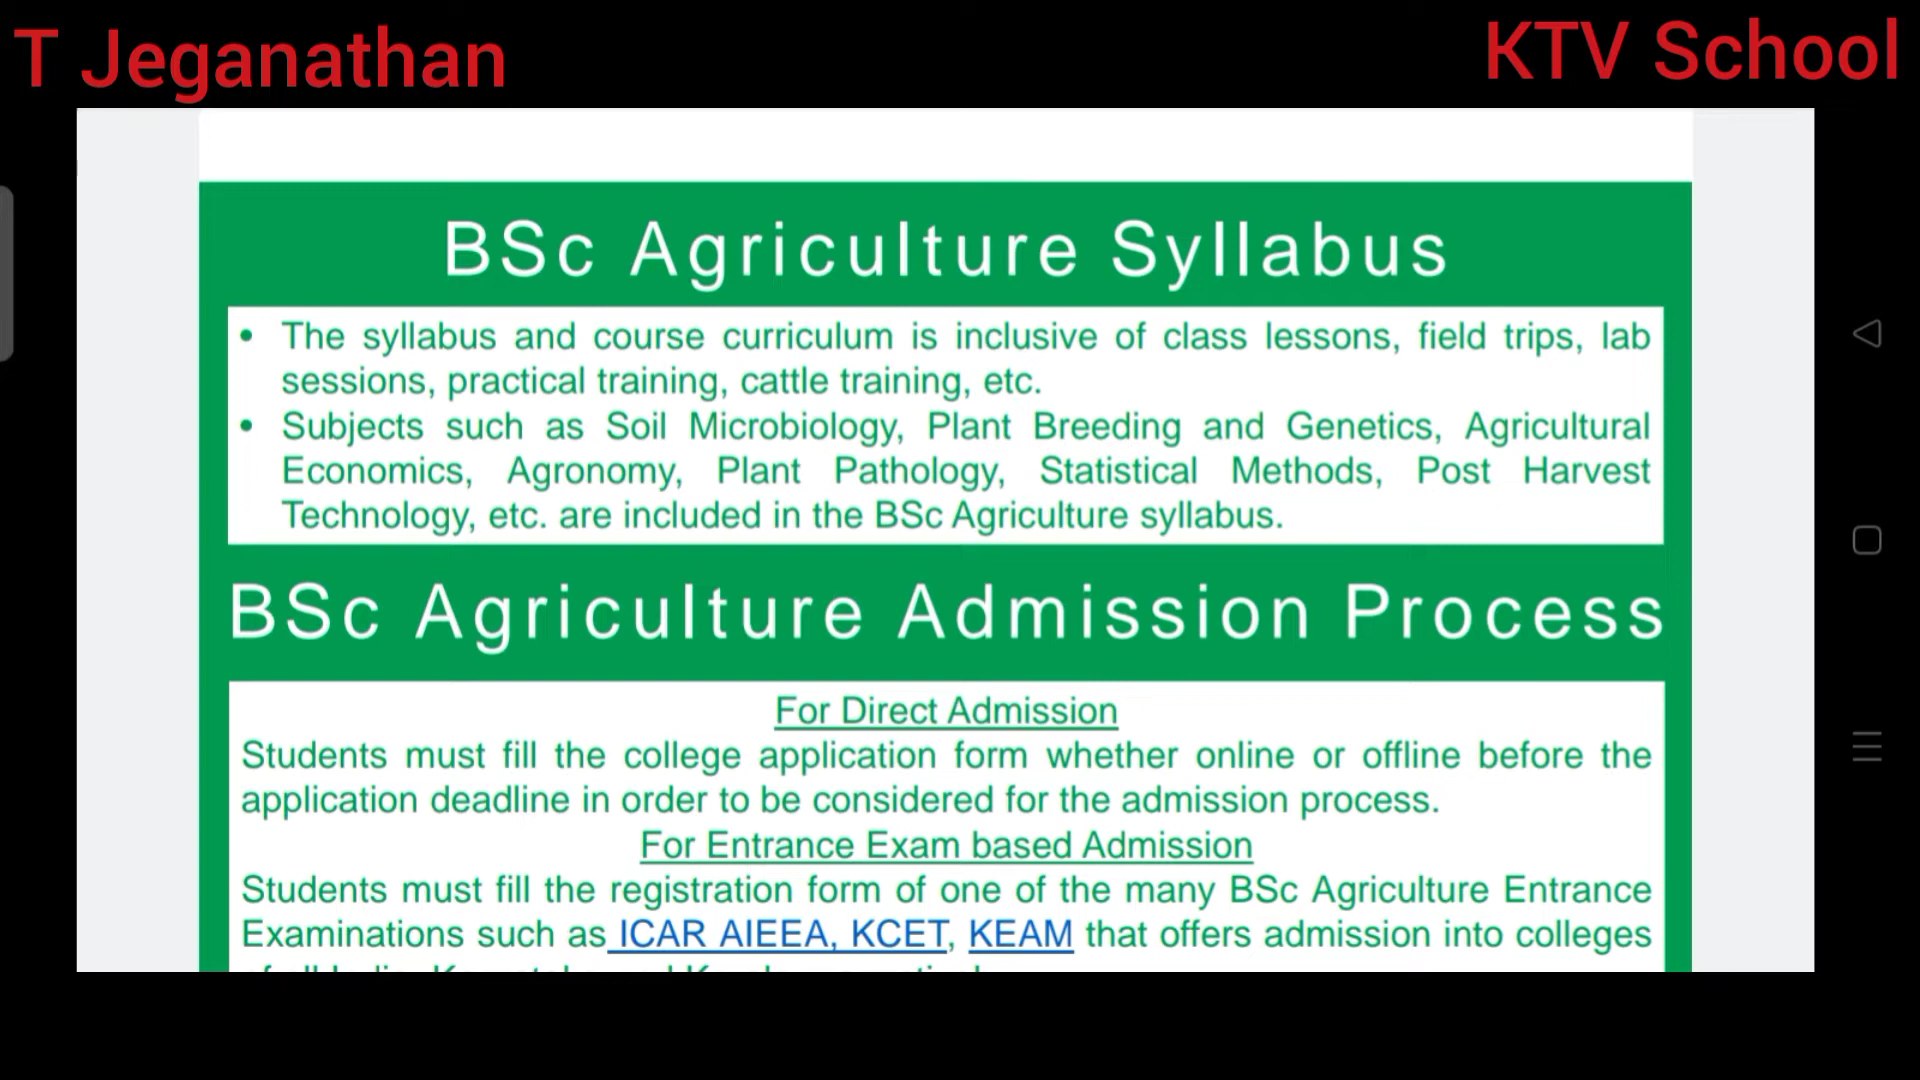 T Jeganathan
KTV School
BSc Agriculture Syllabus
• The syllabus and course curriculum is inclusive of class lessons, field trips, lab
sessions, practical training, cattle training, etc.
• Subjects such as Soil Microbiology, Plant Breeding and Genetics, Agricultural
Economics, Agronomy, Plant Pathology, Statistical Methods, Post Harvest
Technology, etc. are included in the BSc Agriculture syllabus.
BSc Agriculture Admission Process
For Direct Admission
Students must fill the college application form whether online or offline before the
application deadline in order to be considered for the admission process.
For Entrance Exam based Admission
Students must fill the registration form of one of the many BSc Agriculture Entrance
Examinations such as ICAR AIEEA, KCET, KEAM that offers admission into colleges